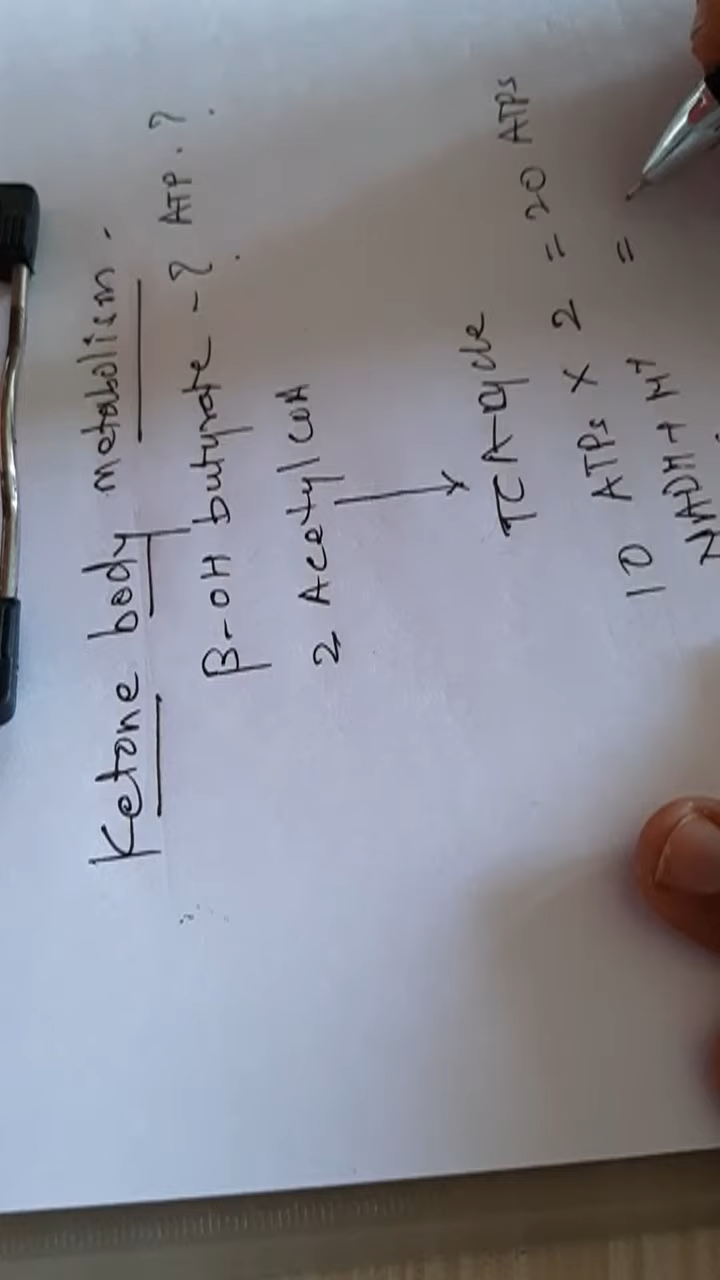 Ketone body metabolism.
β-OH butyrate - ? ATP. ?
2 Acetyl CoA
TCA cycle
10 ATPs × 2 = 20 ATPs
NADH + H⁺ =